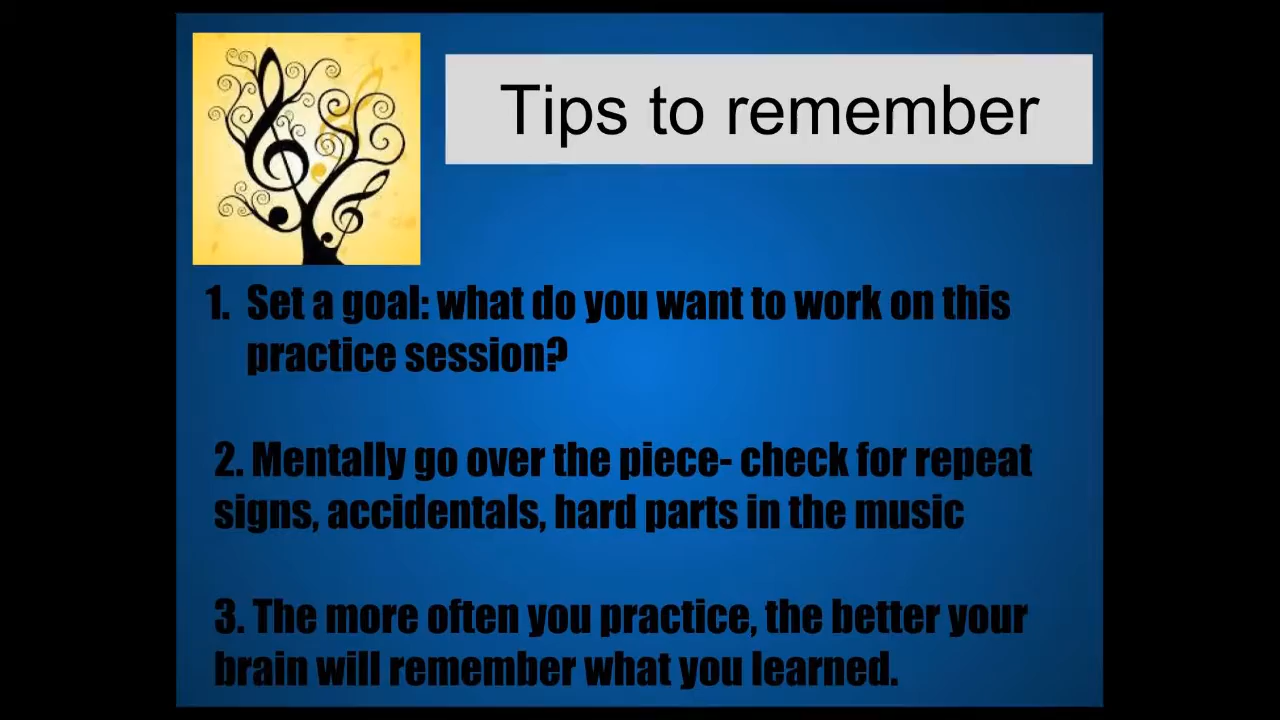 Tips to remember
1. Set a goal: what do you want to work on this
practice session?
2. Mentally go over the piece- check for repeat
signs, accidentals, hard parts in the music
3. The more often you practice, the better your
brain will remember what you learned.